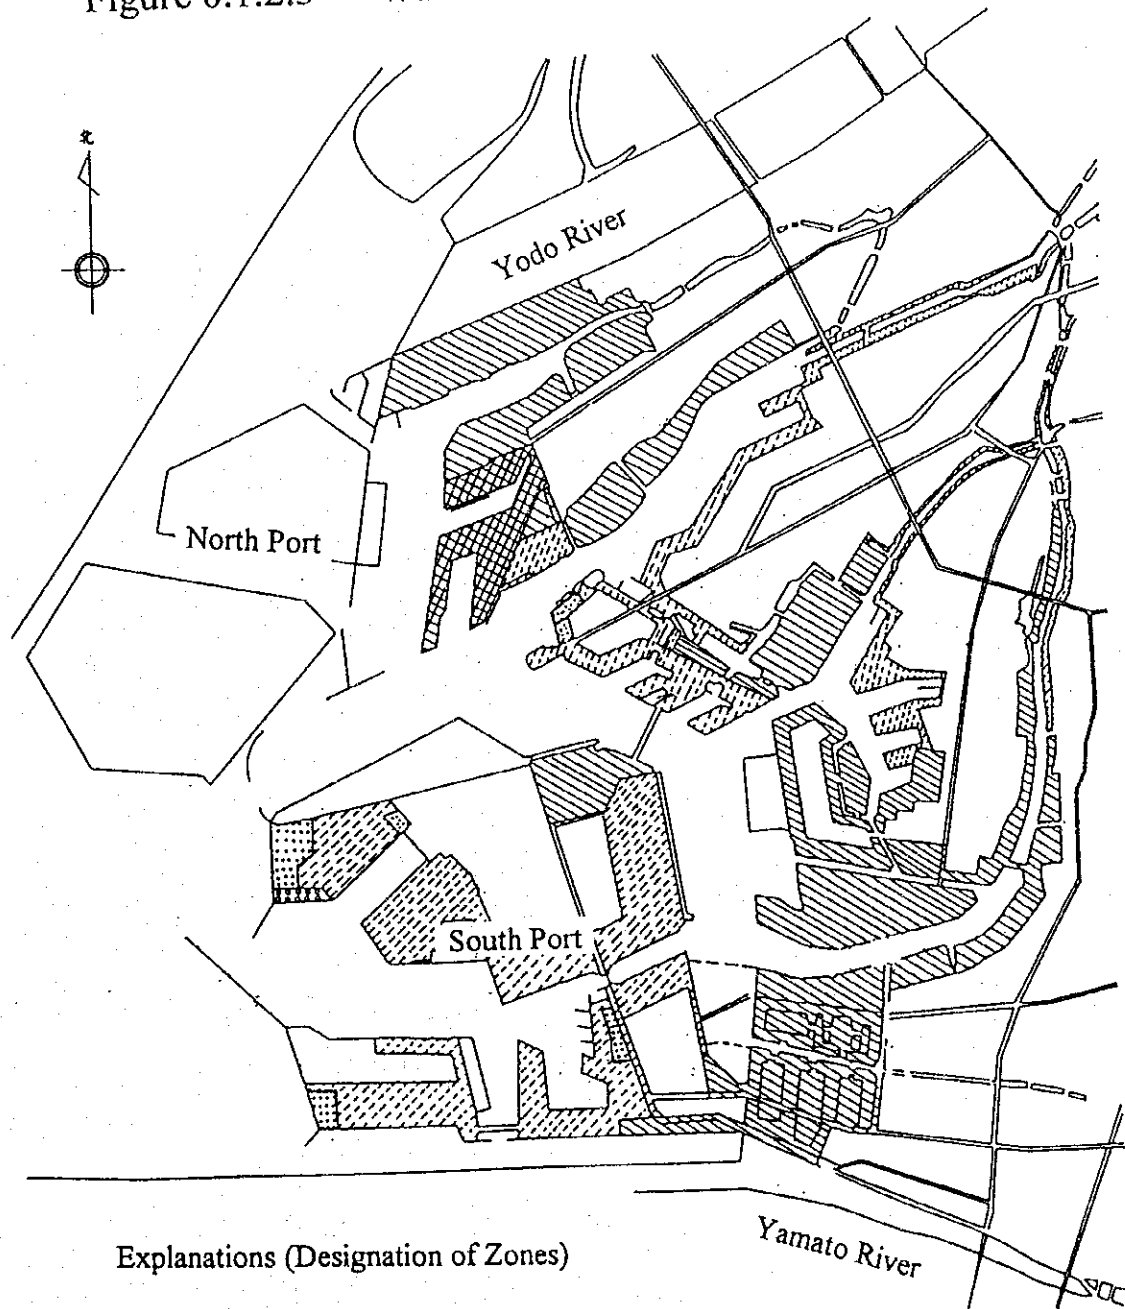 Yodo River
North Port
South Port
Yamato River
Explanations (Designation of Zones)